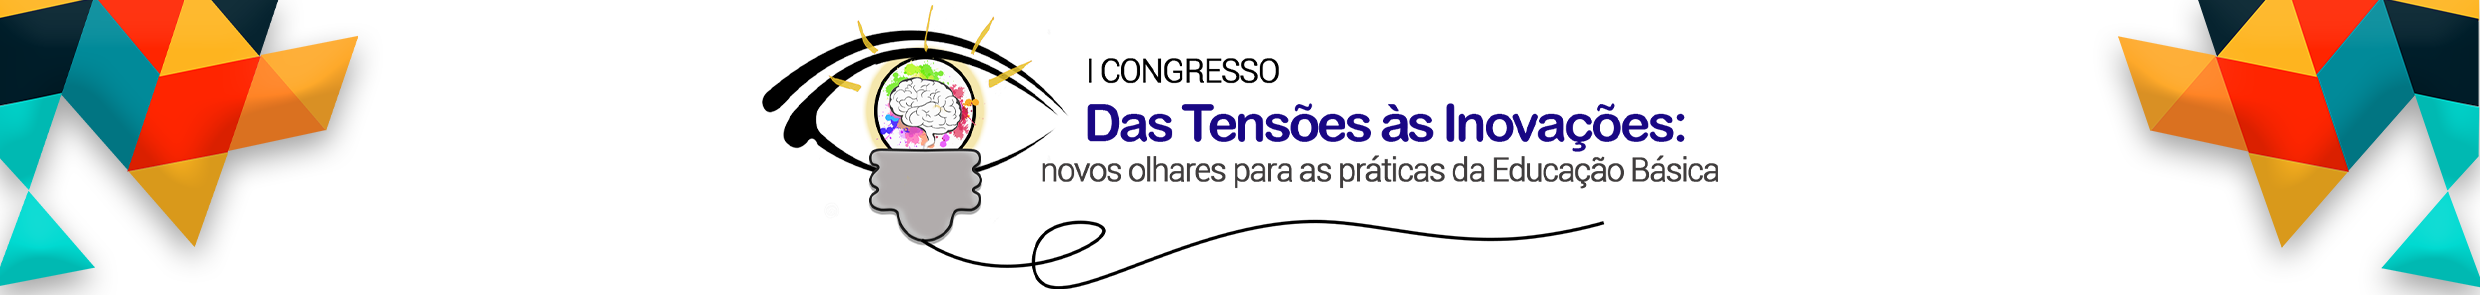 I CONGRESSO
Das Tensões às Inovações:
novos olhares para as práticas da Educação Básica